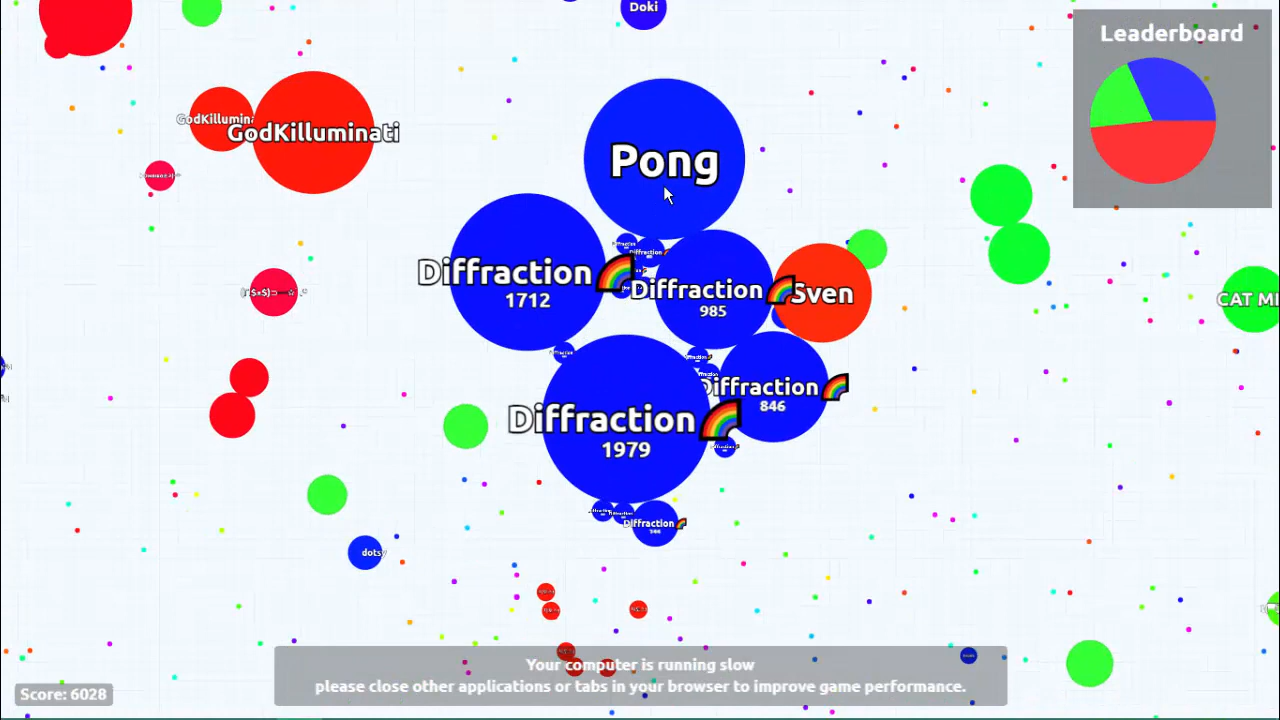 Doki
Leaderboard
GodKillumina
GodKilluminati
Pong
Diffraction🌈
1712
Diffraction🌈
985
Sven
CAT MI
Diffraction🌈
846
Diffraction🌈
1979
Diffraction🌈
dotsy
Your computer is running slow
please close other applications or tabs in your browser to improve game performance.
Score: 6028